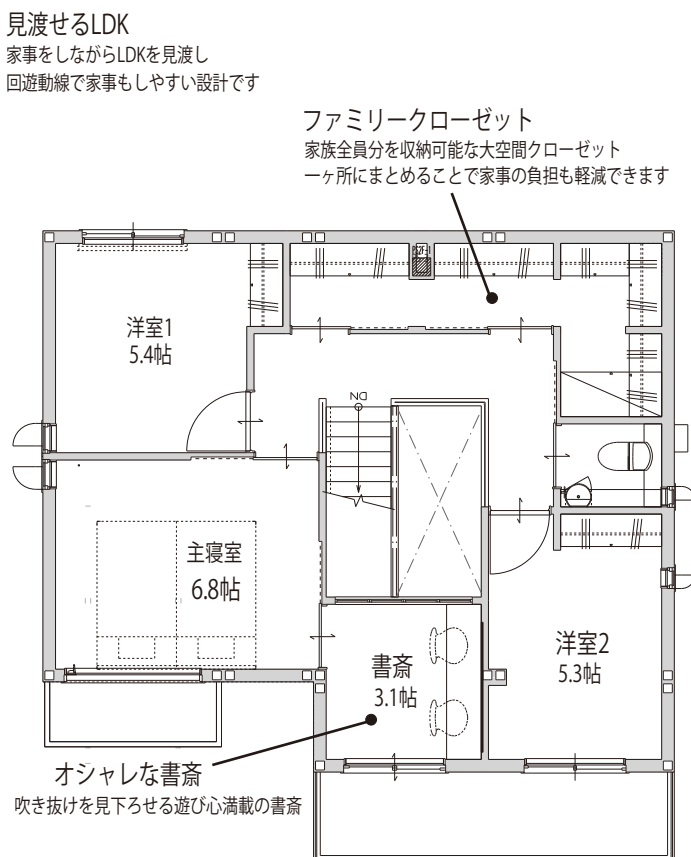 見渡せるLDK
家事をしながらLDKを見渡し
回遊動線で家事もしやすい設計です
ファミリークローゼット
家族全員分を収納可能な大空間クローゼット
一ヶ所にまとめることで家事の負担も軽減できます
洋室1
5.4帖
DN
主寝室
6.8帖
書斎
3.1帖
洋室2
5.3帖
オシャレな書斎
吹き抜けを見下ろせる遊び心満載の書斎